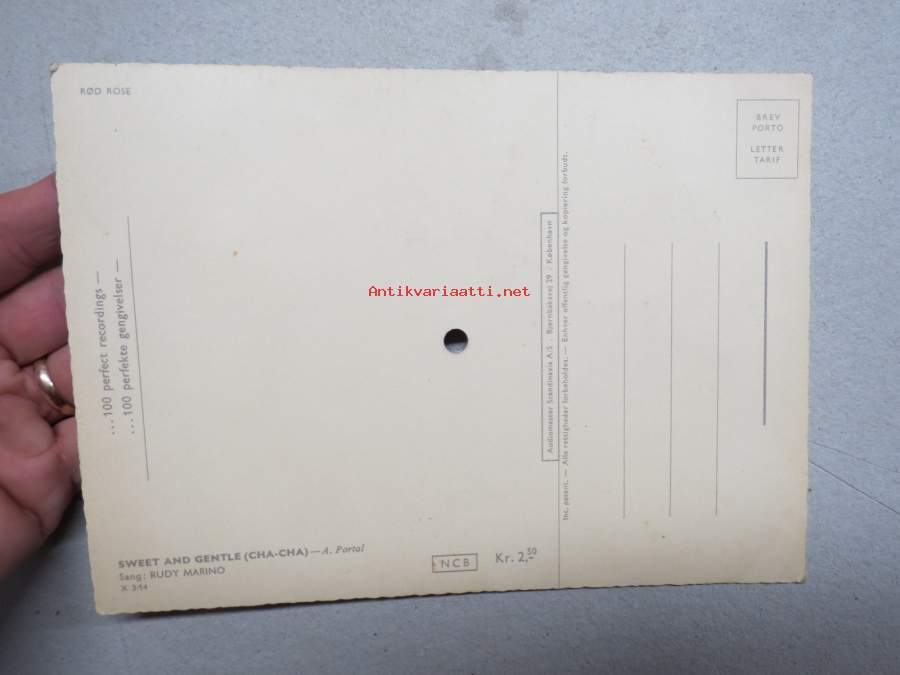 RØD ROSE
BREV
PORTO
LETTER
TARIF
...100 perfect recordings —
...100 perfekte gengivelser —
Antikvariaatti.net
Audiomaster Scandinavia A/S · Bjørnbaksvej 29 · København
Int. patent. — Alle rettigheder forbeholdes. — Enhver offentlig gengivelse og kopiering forbudt.
SWEET AND GENTLE (CHA-CHA) — A. Portal
Sang: RUDY MARINO
X 3/14
NCB
Kr. 2,50